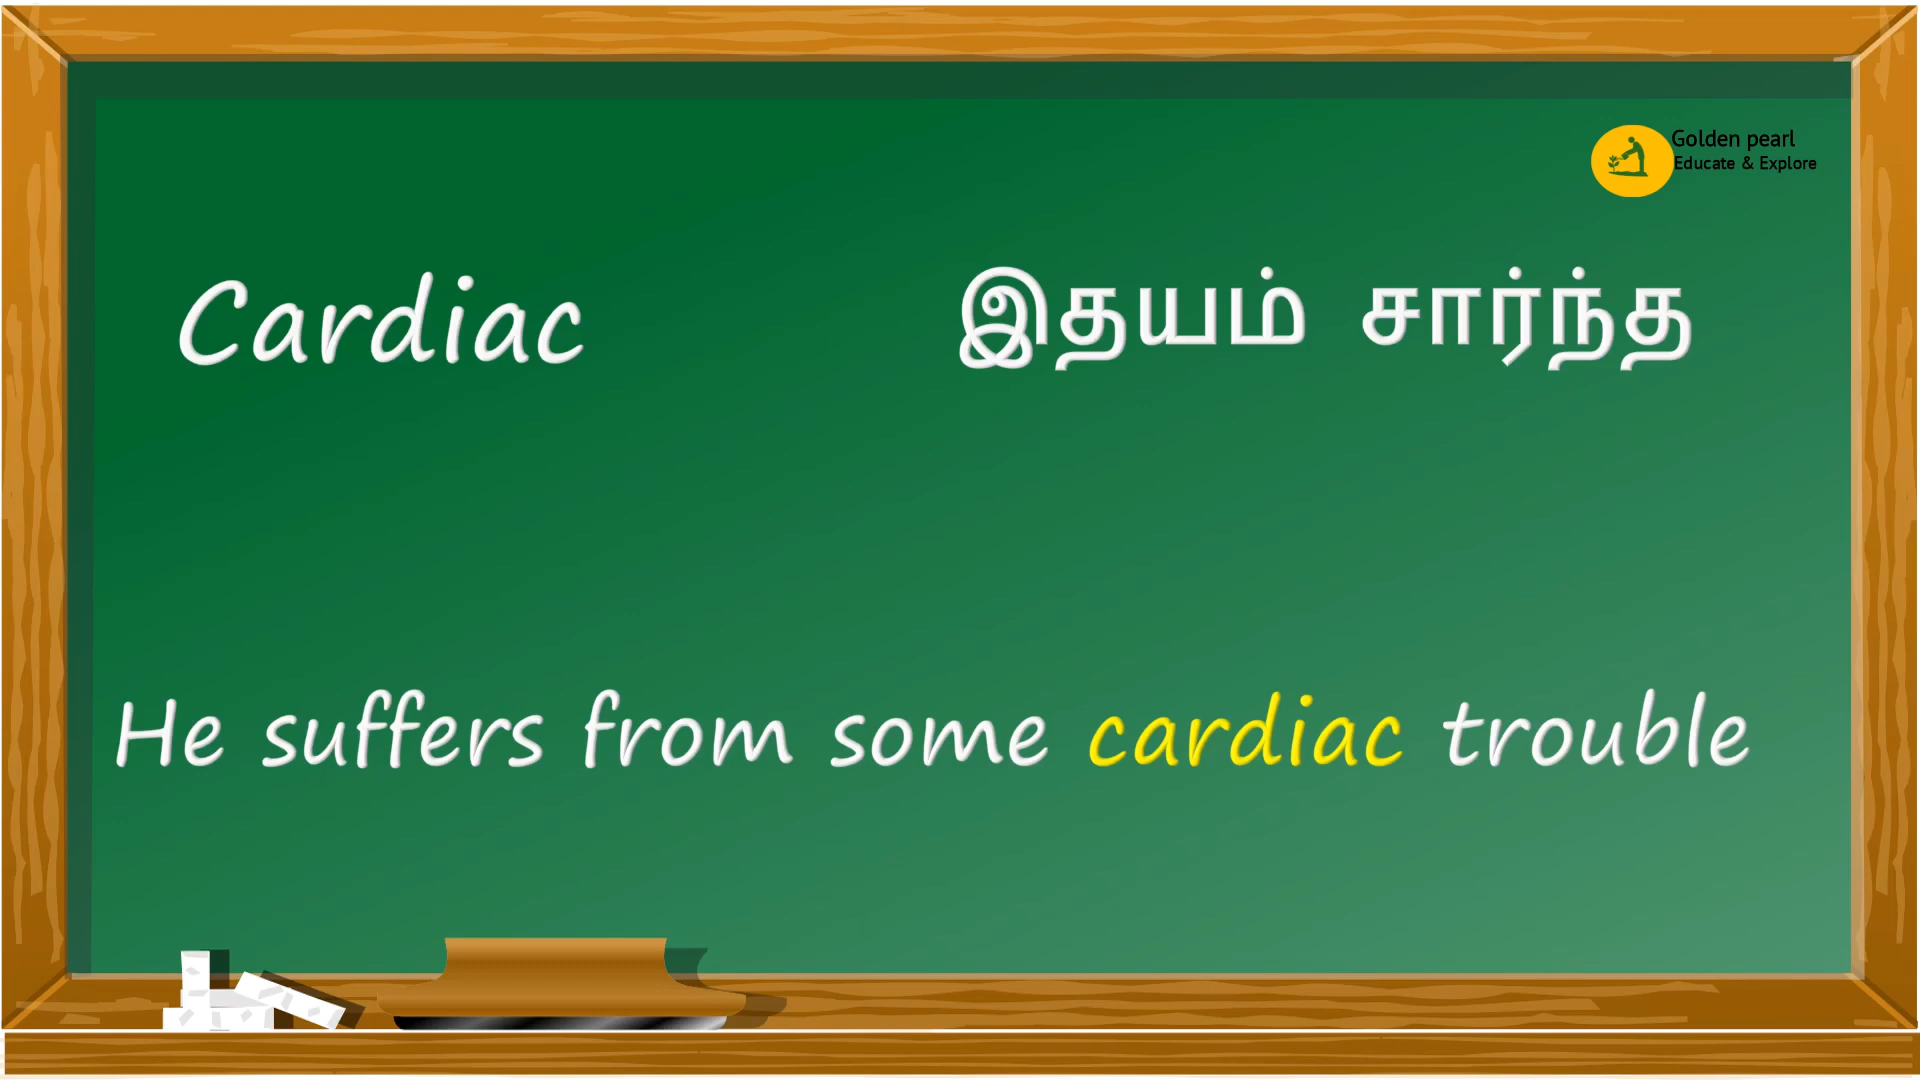 Golden pearl
Educate & Explore
Cardiac இதயம் சார்ந்த
He suffers from some cardiac trouble